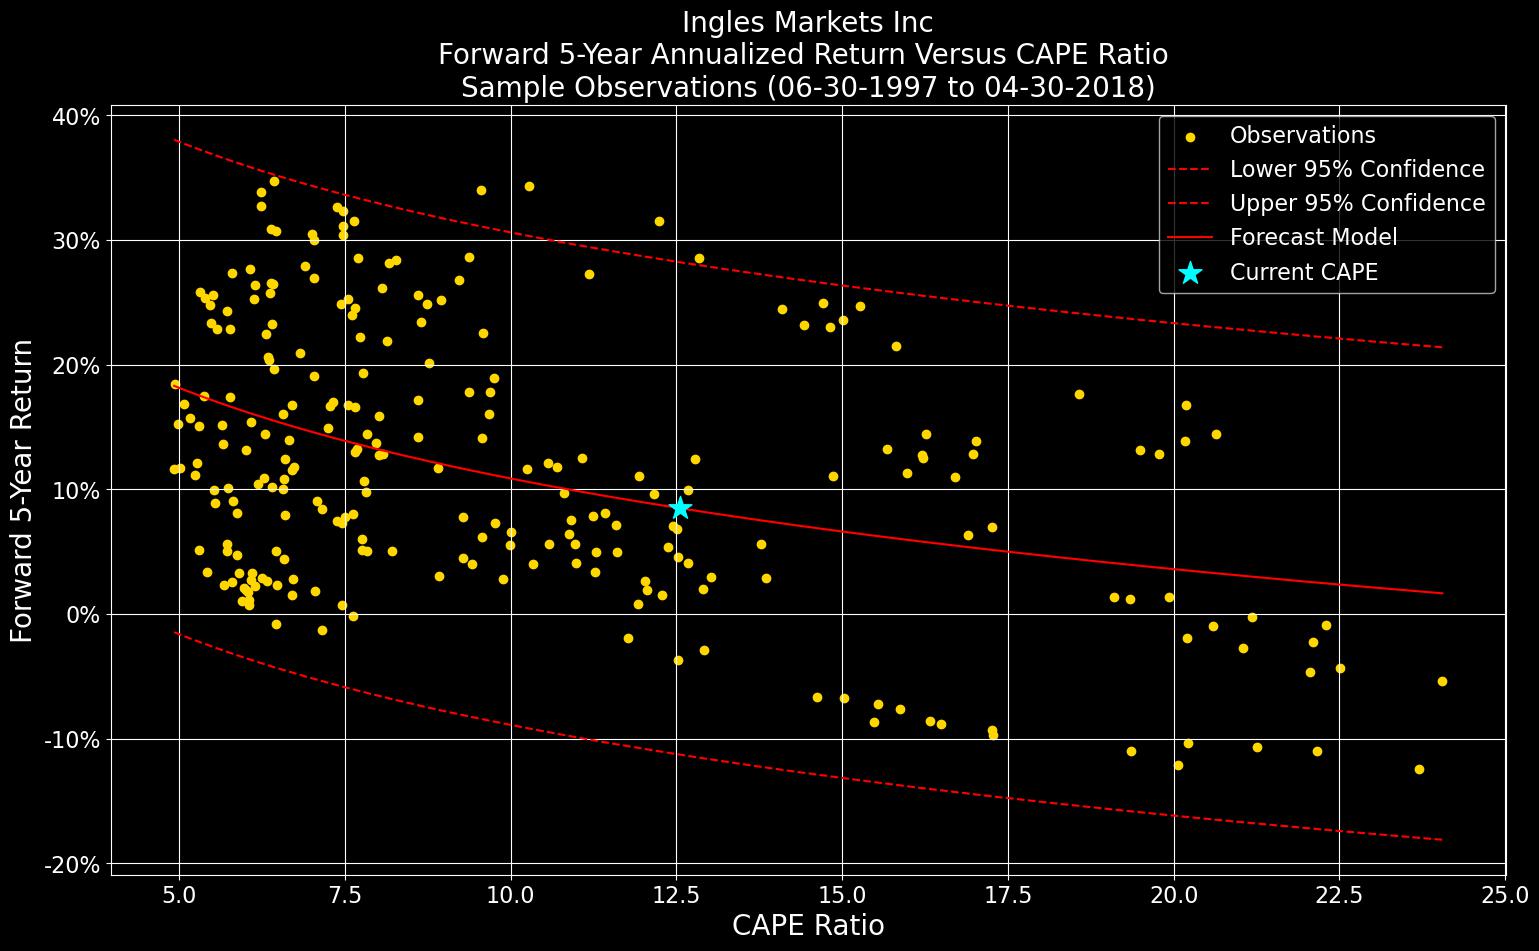 Ingles Markets Inc
Forward 5-Year Annualized Return Versus CAPE Ratio
Sample Observations (06-30-1997 to 04-30-2018)
40%
30%
20%
10%
0%
-10%
-20%
Forward 5-Year Return
Observations
Lower 95% Confidence
Upper 95% Confidence
Forecast Model
Current CAPE
5.0 7.5 10.0 12.5 15.0 17.5 20.0 22.5 25.0
CAPE Ratio